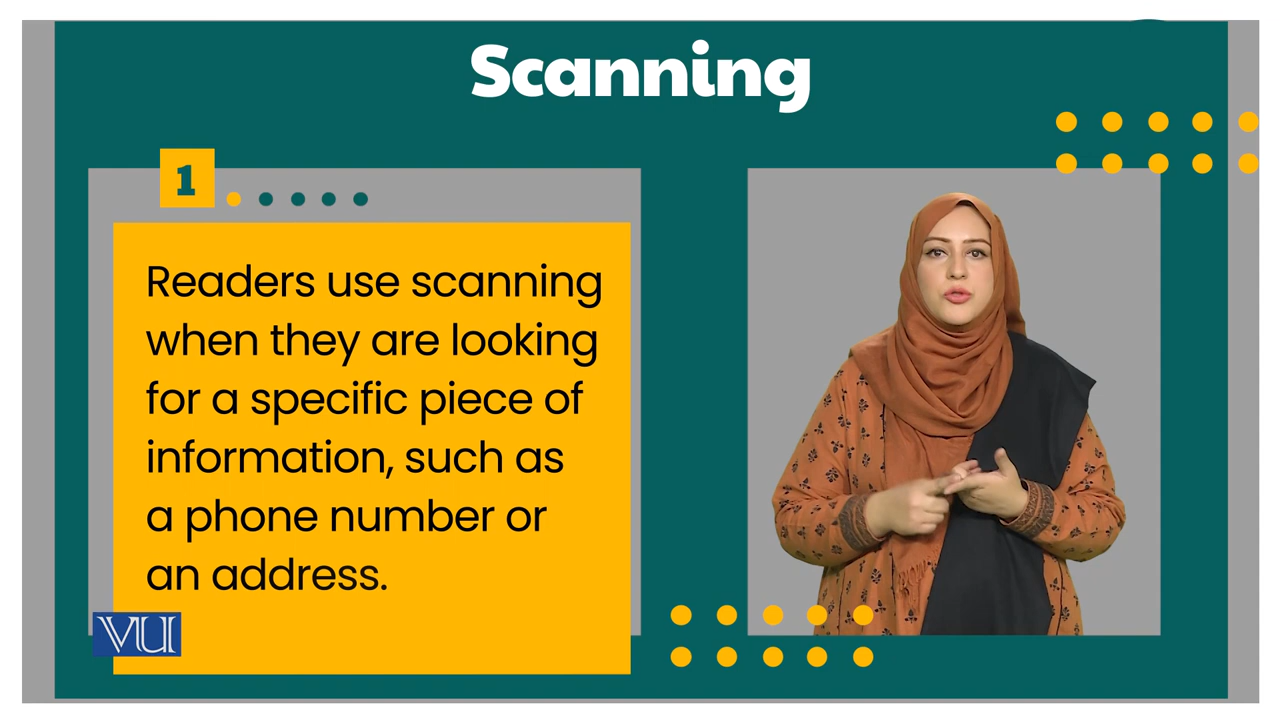 Scanning
1
Readers use scanning
when they are looking
for a specific piece of
information, such as
a phone number or
an address.
VU